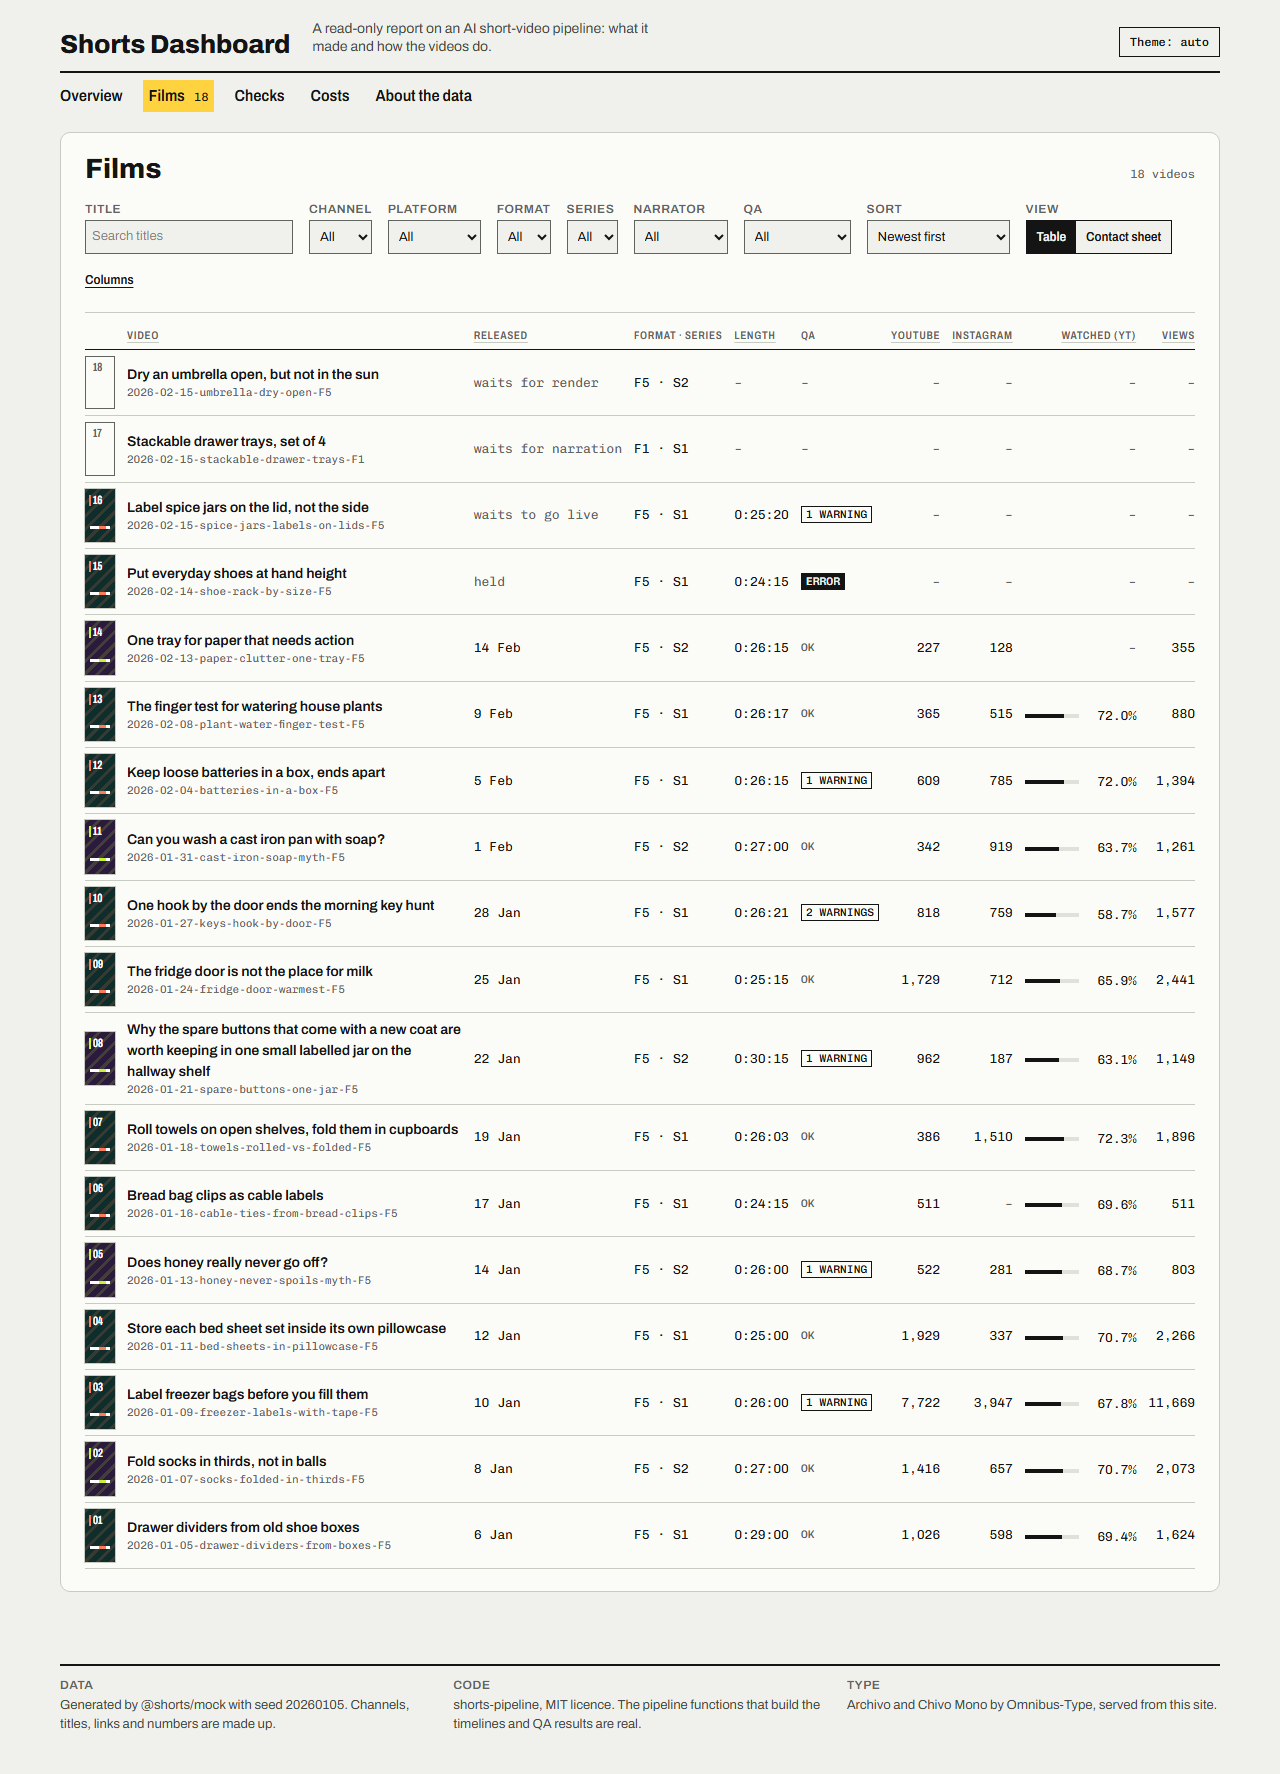 Shorts Dashboard
A read-only report on an AI short-video pipeline: what it
made and how the videos do.
Theme: auto
Overview Films 18 Checks Costs About the data
Films
18 videos
TITLE CHANNEL PLATFORM FORMAT SERIES NARRATOR QA SORT VIEW
Search titles All All All All All All Newest first Table Contact sheet
Columns
VIDEO RELEASED FORMAT · SERIES LENGTH QA YOUTUBE INSTAGRAM WATCHED (YT) VIEWS
18 Dry an umbrella open, but not in the sun
2026-02-15-umbrella-dry-open-F5
waits for render F5 · S2 – – – – – –
17 Stackable drawer trays, set of 4
2026-02-15-stackable-drawer-trays-F1
waits for narration F1 · S1 – – – – – –
16 Label spice jars on the lid, not the side
2026-02-15-spice-jars-labels-on-lids-F5
waits to go live F5 · S1 0:25:20 1 WARNING – – – –
15 Put everyday shoes at hand height
2026-02-14-shoe-rack-by-size-F5
held F5 · S1 0:24:15 ERROR – – – –
14 One tray for paper that needs action
2026-02-13-paper-clutter-one-tray-F5
14 Feb F5 · S2 0:26:15 OK 227 128 – 355
13 The finger test for watering house plants
2026-02-08-plant-water-finger-test-F5
9 Feb F5 · S1 0:26:17 OK 365 515 72.0% 880
12 Keep loose batteries in a box, ends apart
2026-02-04-batteries-in-a-box-F5
5 Feb F5 · S1 0:26:15 1 WARNING 609 785 72.0% 1,394
11 Can you wash a cast iron pan with soap?
2026-01-31-cast-iron-soap-myth-F5
1 Feb F5 · S2 0:27:00 OK 342 919 63.7% 1,261
10 One hook by the door ends the morning key hunt
2026-01-27-keys-hook-by-door-F5
28 Jan F5 · S1 0:26:21 2 WARNINGS 818 759 58.7% 1,577
09 The fridge door is not the place for milk
2026-01-24-fridge-door-warmest-F5
25 Jan F5 · S1 0:25:15 OK 1,729 712 65.9% 2,441
08 Why the spare buttons that come with a new coat are
worth keeping in one small labelled jar on the
hallway shelf
2026-01-21-spare-buttons-one-jar-F5
22 Jan F5 · S2 0:30:15 1 WARNING 962 187 63.1% 1,149
07 Roll towels on open shelves, fold them in cupboards
2026-01-18-towels-rolled-vs-folded-F5
19 Jan F5 · S1 0:26:03 OK 386 1,510 72.3% 1,896
06 Bread bag clips as cable labels
2026-01-16-cable-ties-from-bread-clips-F5
17 Jan F5 · S1 0:24:15 OK 511 – 69.6% 511
05 Does honey really never go off?
2026-01-13-honey-never-spoils-myth-F5
14 Jan F5 · S2 0:26:00 1 WARNING 522 281 68.7% 803
04 Store each bed sheet set inside its own pillowcase
2026-01-11-bed-sheets-in-pillowcase-F5
12 Jan F5 · S1 0:25:00 OK 1,929 337 70.7% 2,266
03 Label freezer bags before you fill them
2026-01-09-freezer-labels-with-tape-F5
10 Jan F5 · S1 0:26:00 1 WARNING 7,722 3,947 67.8% 11,669
02 Fold socks in thirds, not in balls
2026-01-07-socks-folded-in-thirds-F5
8 Jan F5 · S2 0:27:00 OK 1,416 657 70.7% 2,073
01 Drawer dividers from old shoe boxes
2026-01-05-drawer-dividers-from-boxes-F5
6 Jan F5 · S1 0:29:00 OK 1,026 598 69.4% 1,624
DATA
Generated by @shorts/mock with seed 20260105. Channels,
titles, links and numbers are made up.
CODE
shorts-pipeline, MIT licence. The pipeline functions that build the
timelines and QA results are real.
TYPE
Archivo and Chivo Mono by Omnibus-Type, served from this site.